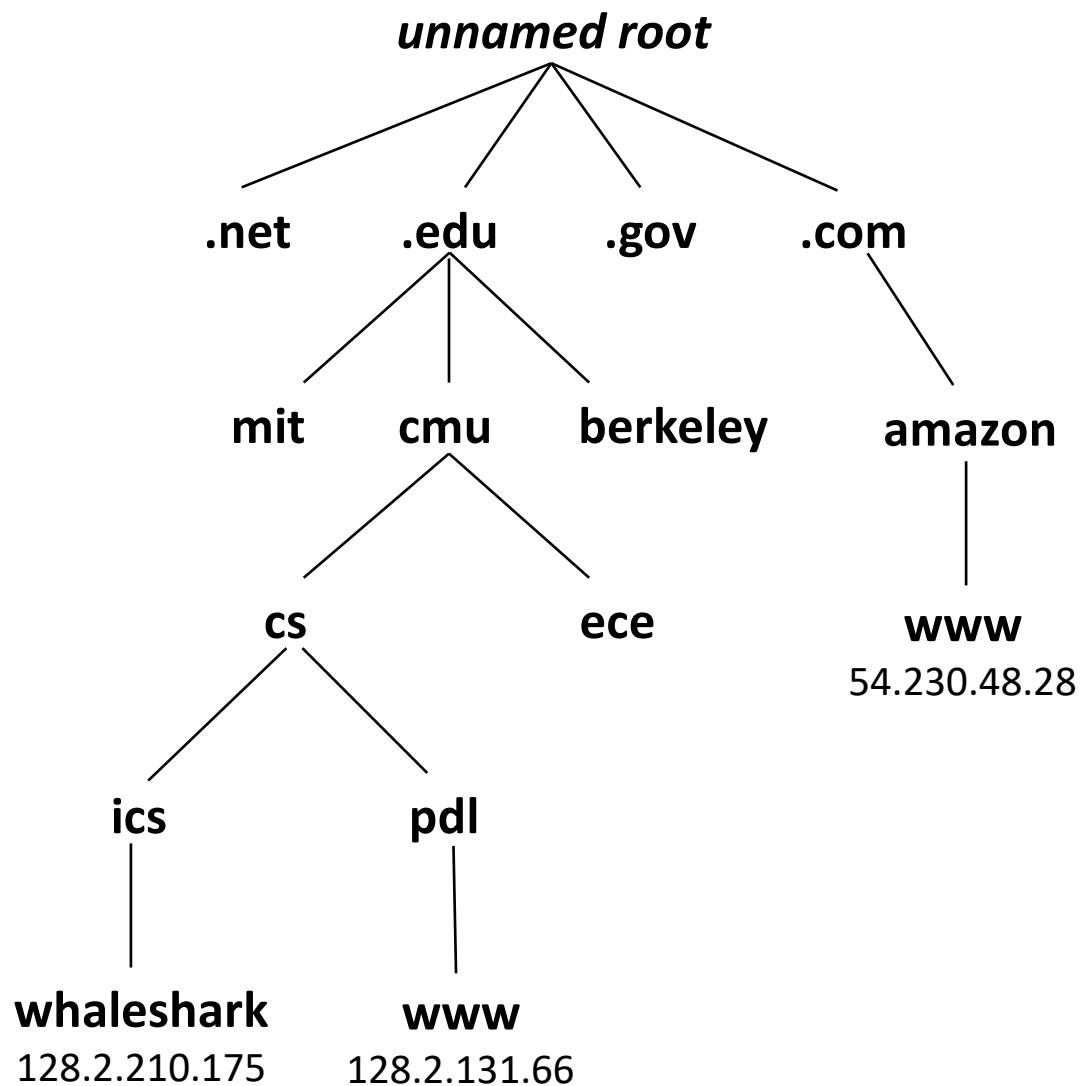 unnamed root
.net .edu .gov .com
mit cmu berkeley amazon
cs ece www
54.230.48.28
ics pdl
whaleshark www
128.2.210.175 128.2.131.66